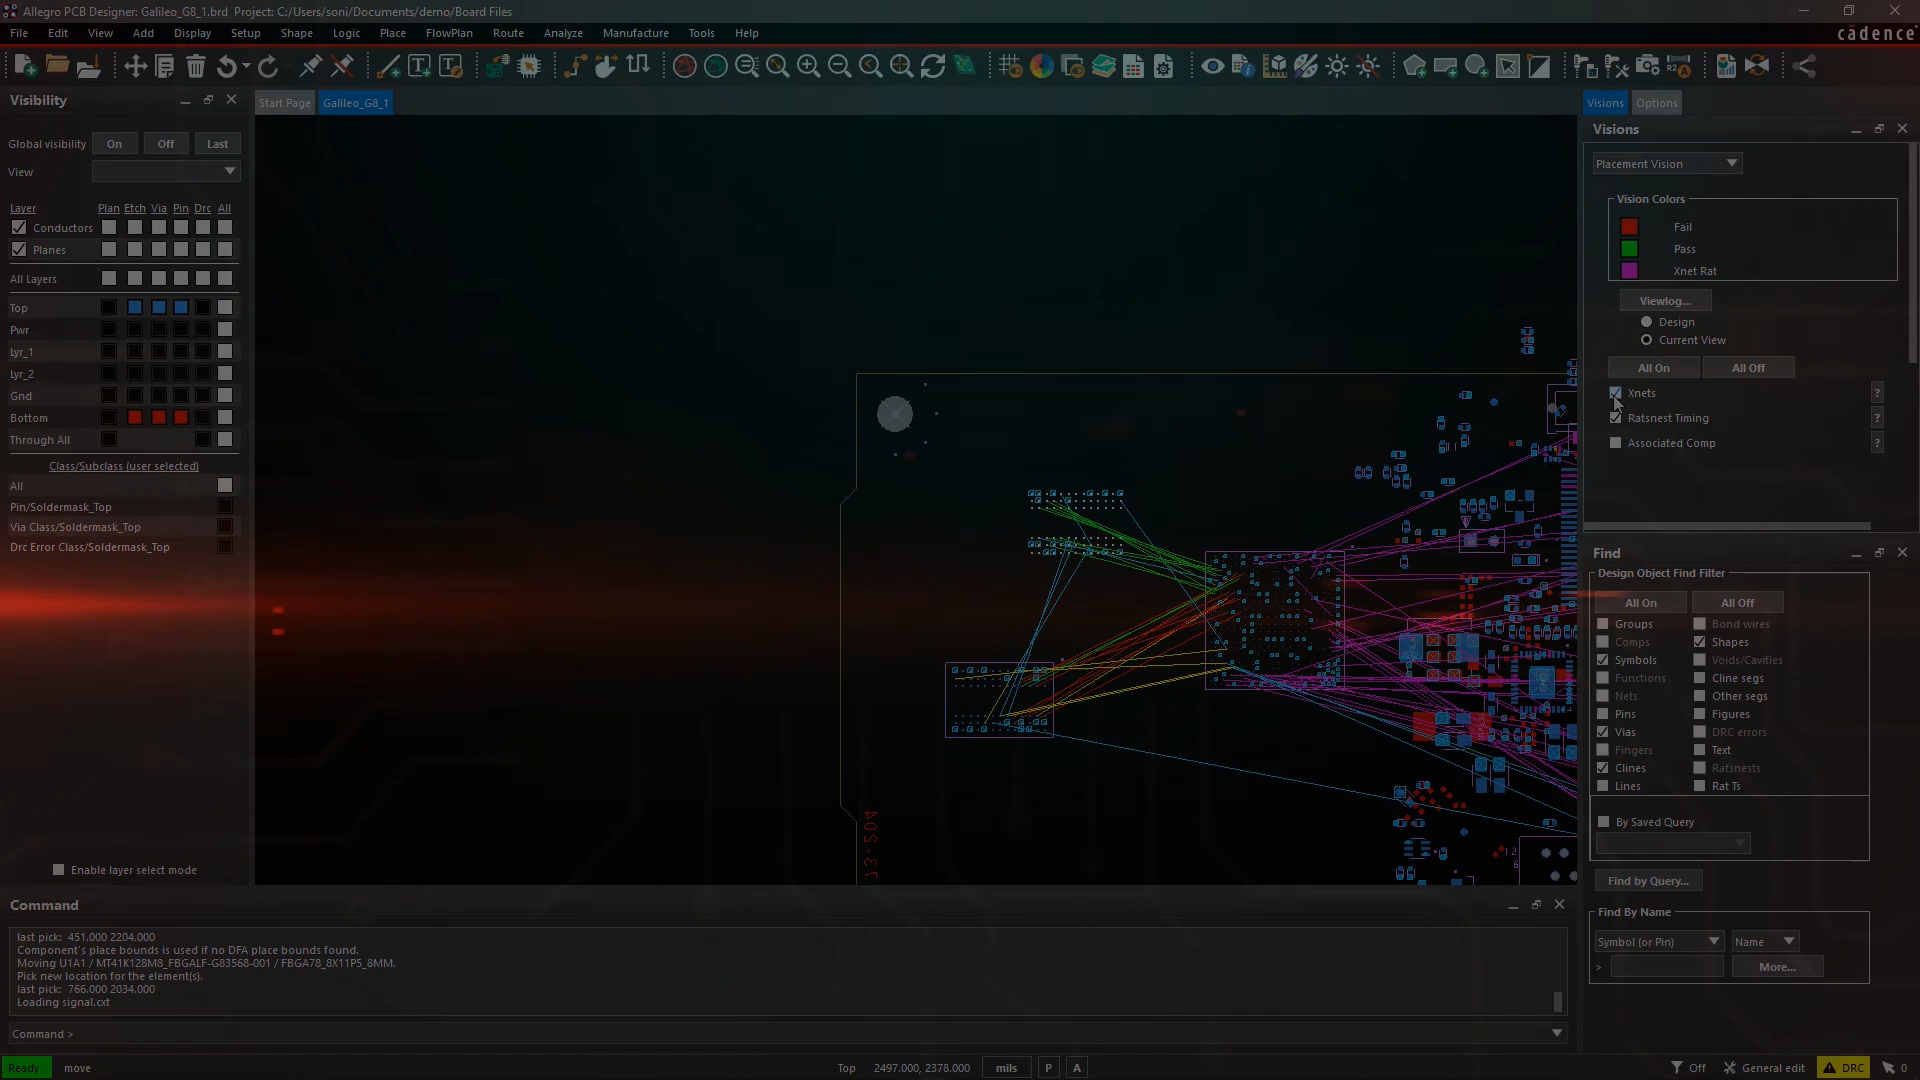 Allegro PCB Designer: Galileo_G8_1.brd  Project: C:/Users/soni/Documents/demo/Board Files
File Edit View Add Display Setup Shape Logic Place FlowPlan Route Analyze Manufacture Tools Help
cādence
Visibility
Start Page Galileo_G8_1
Visions Options
Global visibility On Off Last
View
Layer Plan Etch Via Pin Drc All
Conductors
Planes
All Layers
Top
Pwr
Lyr_1
Lyr_2
Gnd
Bottom
Through All
Class/Subclass (user selected)
All
Pin/Soldermask_Top
Via Class/Soldermask_Top
Drc Error Class/Soldermask_Top
Enable layer select mode
Visions
Placement Vision
Vision Colors
Fail
Pass
Xnet Rat
Viewlog...
Design
Current View
All On All Off
Xnets ?
Ratsnest Timing ?
Associated Comp ?
Find
Design Object Find Filter
All On All Off
Groups Bond wires
Comps Shapes
Symbols Voids/Cavities
Functions Cline segs
Nets Other segs
Pins Figures
Vias DRC errors
Fingers Text
Clines Ratsnests
Lines Rat Ts
By Saved Query
Find by Query...
Find By Name
Symbol (or Pin) Name
> More...
Command
last pick:  451.000 2204.000
Component's place bounds is used if no DFA place bounds found.
Moving U1A1 / MT41K128M8_FBGALF-G83568-001 / FBGA78_8X11P5_8MM.
Pick new location for the element(s).
last pick:  766.000 2034.000
Loading signal.cxt
Command >
Ready move Top 2497.000, 2378.000 mils P A Off General edit DRC 0